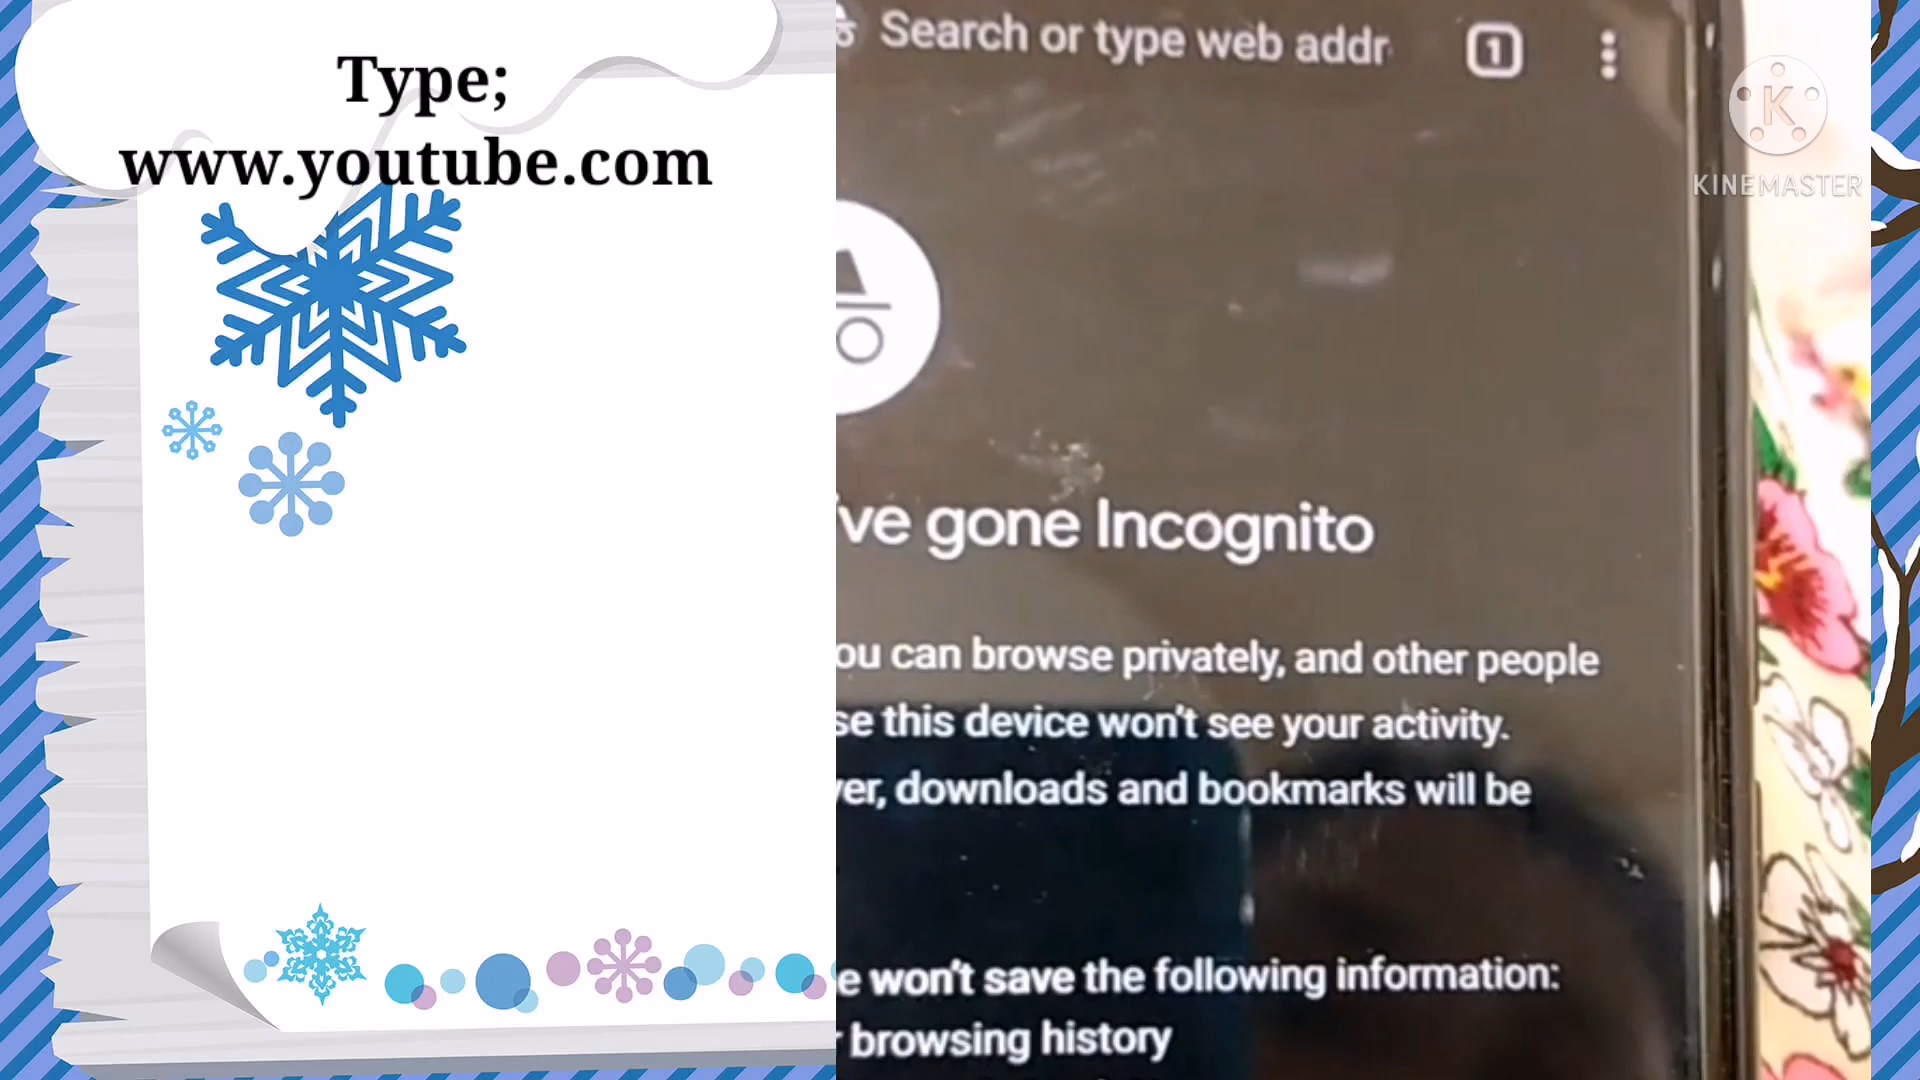 Type;
www.youtube.com
Search or type web addr
1
K
KINEMASTER
've gone Incognito
ou can browse privately, and other people
se this device won't see your activity.
ver, downloads and bookmarks will be
e won't save the following information:
browsing history